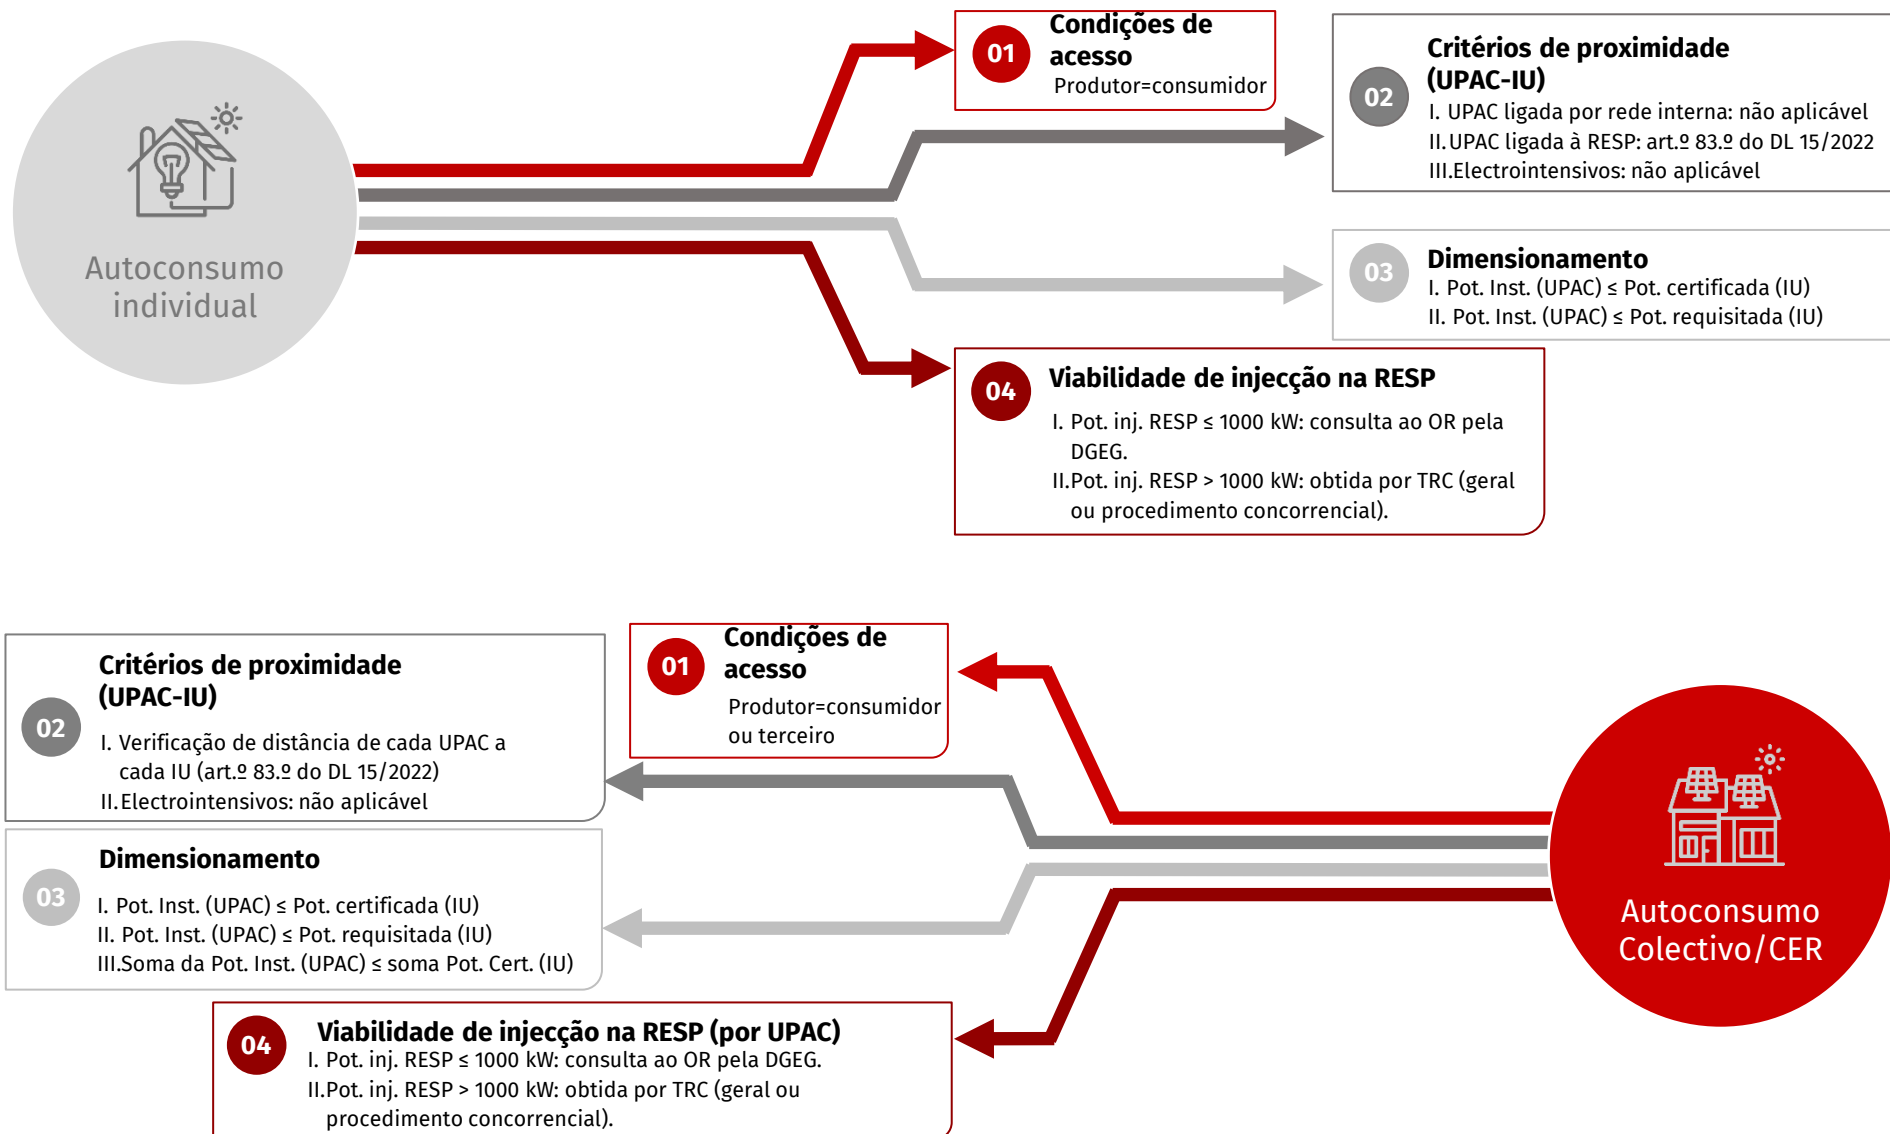 Autoconsumo
individual
01
Condições de
acesso
Produtor=consumidor
02
Critérios de proximidade
(UPAC-IU)
I. UPAC ligada por rede interna: não aplicável
II.UPAC ligada à RESP: art.º 83.º do DL 15/2022
III.Electrointensivos: não aplicável
03
Dimensionamento
I. Pot. Inst. (UPAC) ≤ Pot. certificada (IU)
II. Pot. Inst. (UPAC) ≤ Pot. requisitada (IU)
04
Viabilidade de injecção na RESP
I. Pot. inj. RESP ≤ 1000 kW: consulta ao OR pela
DGEG.
II.Pot. inj. RESP > 1000 kW: obtida por TRC (geral
ou procedimento concorrencial).
Autoconsumo
Colectivo/CER
01
Condições de
acesso
Produtor=consumidor
ou terceiro
02
Critérios de proximidade
(UPAC-IU)
I. Verificação de distância de cada UPAC a
cada IU (art.º 83.º do DL 15/2022)
II.Electrointensivos: não aplicável
03
Dimensionamento
I. Pot. Inst. (UPAC) ≤ Pot. certificada (IU)
II. Pot. Inst. (UPAC) ≤ Pot. requisitada (IU)
III.Soma da Pot. Inst. (UPAC) ≤ soma Pot. Cert. (IU)
04
Viabilidade de injecção na RESP (por UPAC)
I. Pot. inj. RESP ≤ 1000 kW: consulta ao OR pela DGEG.
II.Pot. inj. RESP > 1000 kW: obtida por TRC (geral ou
procedimento concorrencial).